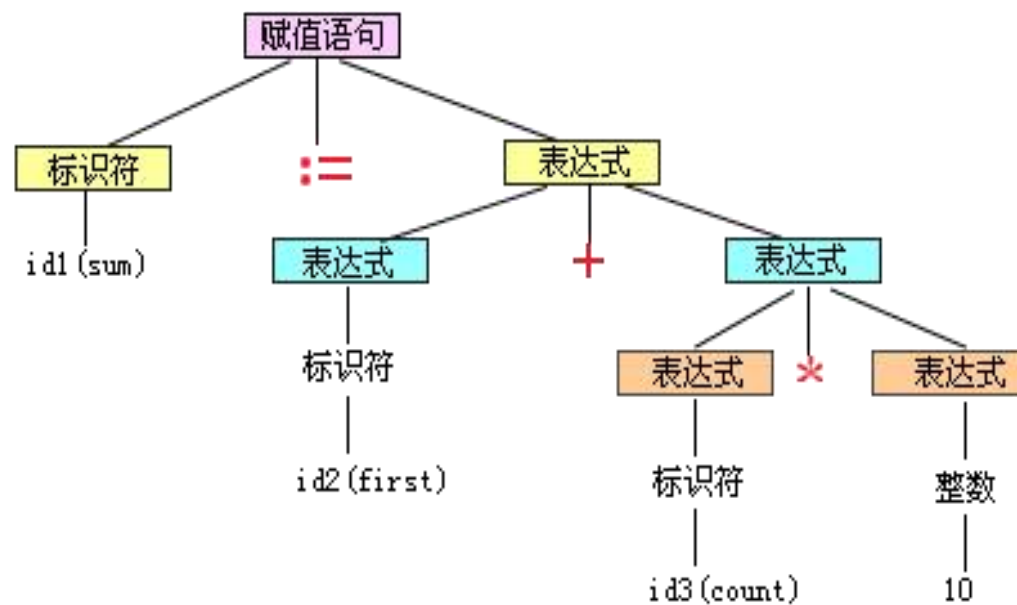 赋值语句
标识符 := 表达式
id1(sum)
表达式 + 表达式
标识符
表达式 * 表达式
id2(first)
标识符
整数
id3(count)
10